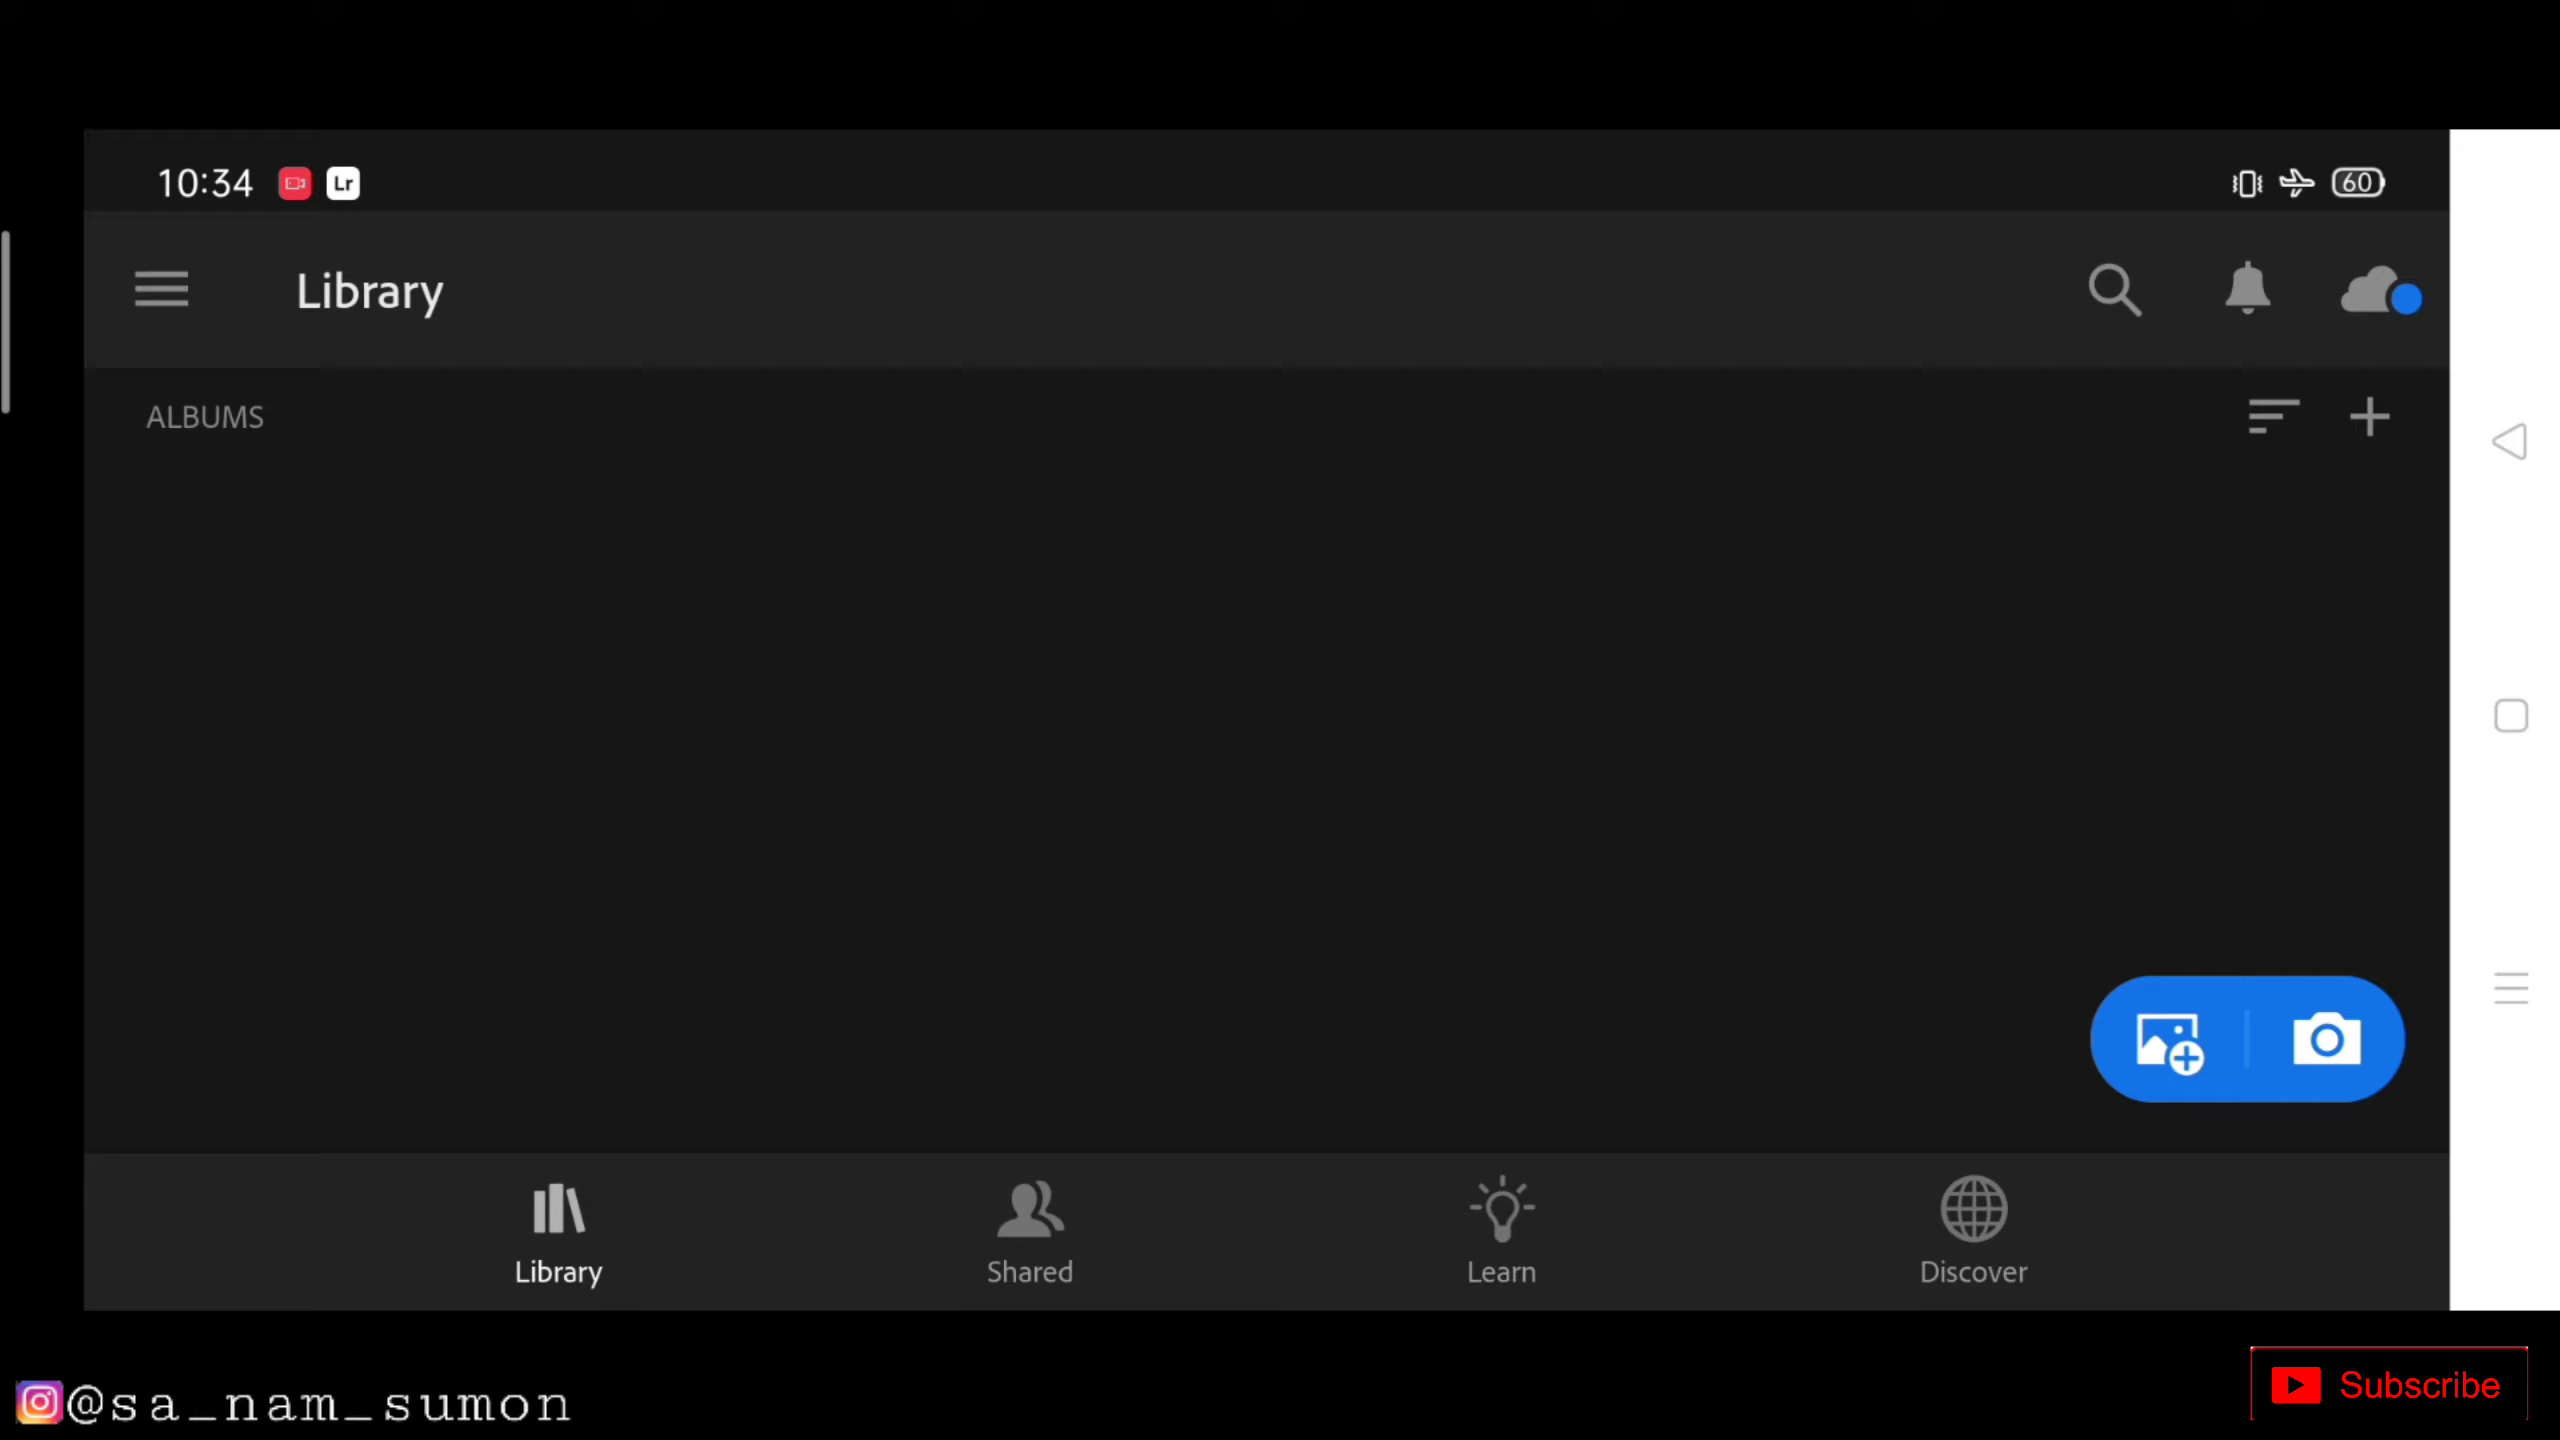 10:34 Lr 60
Library
ALBUMS
Library Shared Learn Discover
@sa_nam_sumon
Subscribe